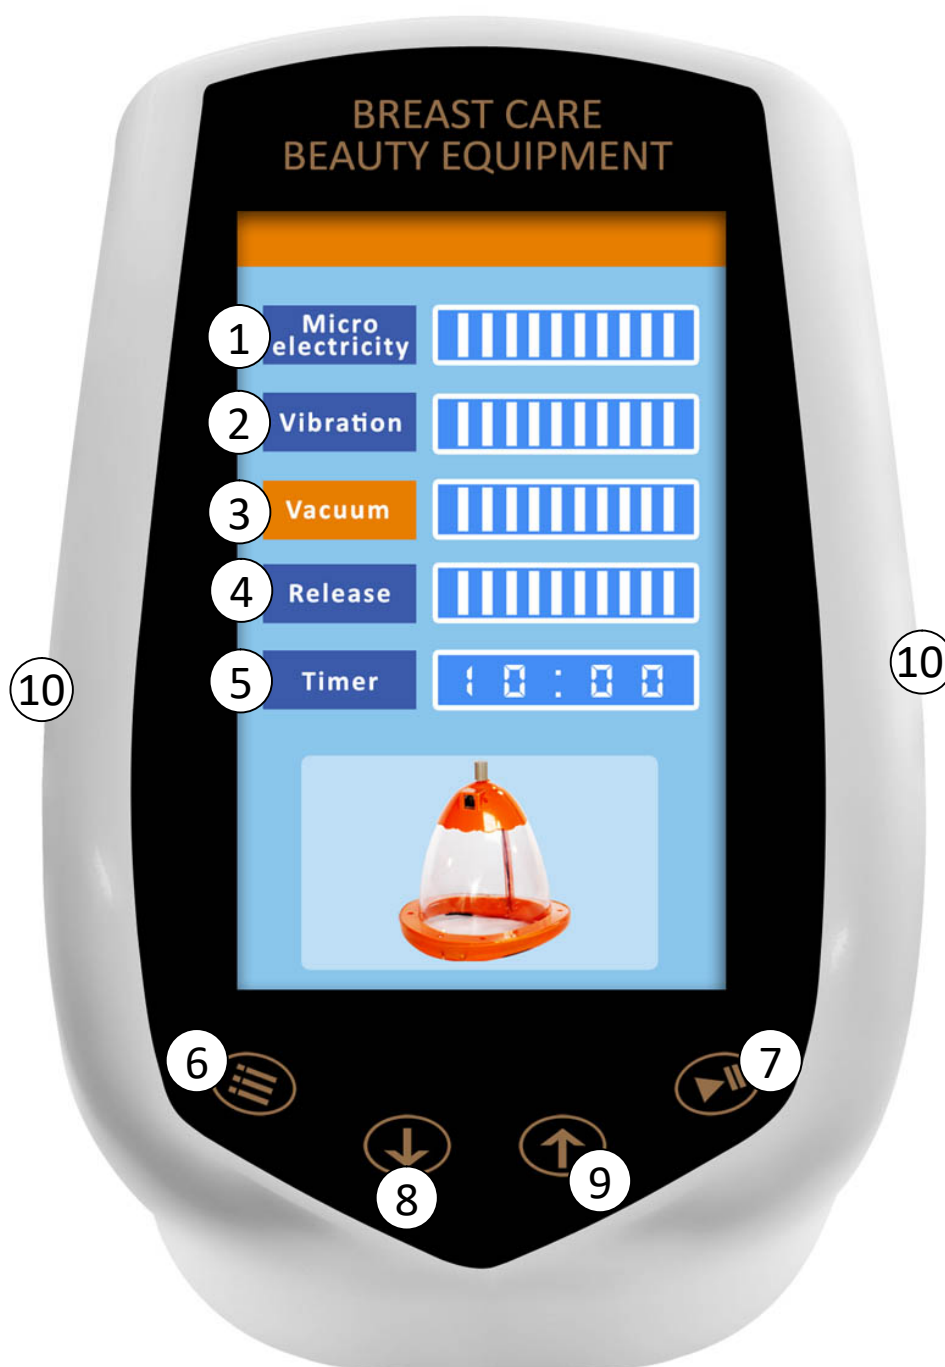 BREAST CARE
BEAUTY EQUIPMENT
1
Micro
electricity
2
Vibration
3
Vacuum
4
Release
5
Timer
10:00
10
10
6
7
8
9